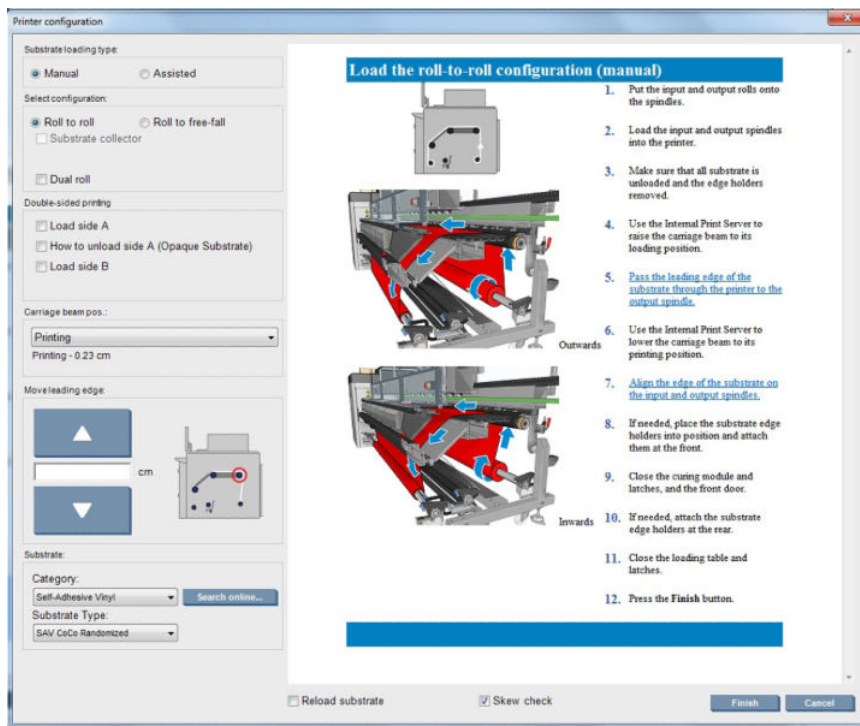 Printer configuration
Substrate loading type:
Manual
Assisted
Select configuration:
Roll to roll
Roll to free-fall
Substrate collector
Dual roll
Double-sided printing
Load side A
How to unload side A (Opaque Substrate)
Load side B
Carriage beam pos.:
Printing
Printing - 0.23 cm
Move leading edge:
cm
Substrate:
Category:
Self-Adhesive Vinyl
Search online...
Substrate Type:
SAV CoCo Randomized
Load the roll-to-roll configuration (manual)
1. Put the input and output rolls onto
the spindles.
2. Load the input and output spindles
into the printer.
3. Make sure that all substrate is
unloaded and the edge holders
removed.
4. Use the Internal Print Server to
raise the carriage beam to its
loading position.
5. Pass the leading edge of the
substrate through the printer to the
output spindle.
Outwards
6. Use the Internal Print Server to
lower the carriage beam to its
printing position.
7. Align the edge of the substrate on
the input and output spindles.
8. If needed, place the substrate edge
holders into position and attach
them at the front.
9. Close the curing module and
latches, and the front door.
Inwards
10. If needed, attach the substrate
edge holders at the rear.
11. Close the loading table and
latches.
12. Press the Finish button.
Reload substrate
Skew check
Finish
Cancel